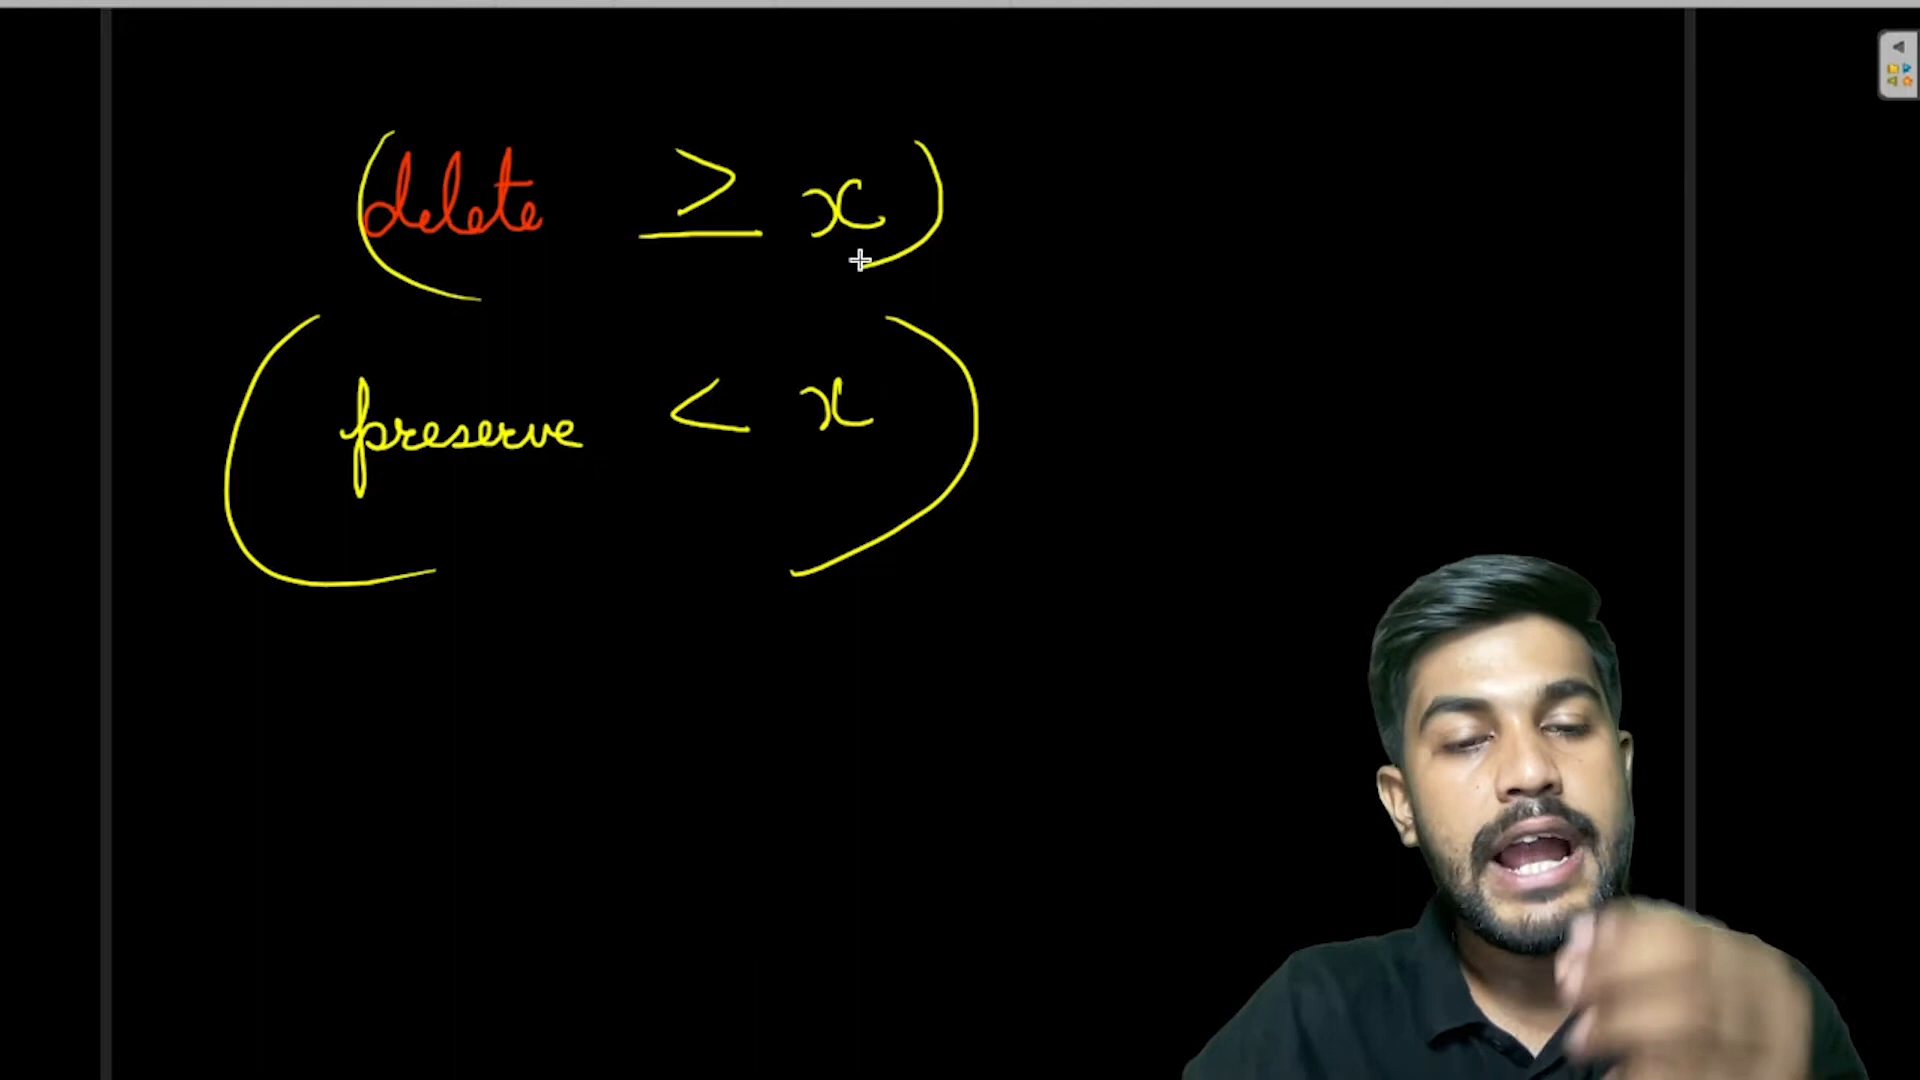 (delete ≥ x)
(preserve < x)